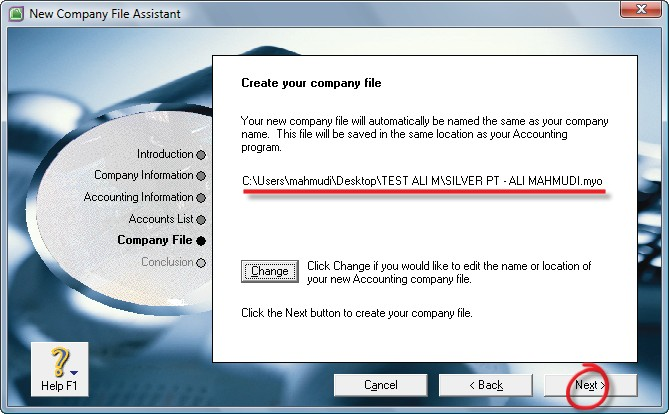 New Company File Assistant
Create your company file
Your new company file will automatically be named the same as your company
name. This file will be saved in the same location as your Accounting
program.
C:\Users\mahmudi\Desktop\TEST ALI M\SILVER PT - ALI MAHMUDI.myo
Introduction
Company Information
Accounting Information
Accounts List
Company File
Conclusion
Change
Click Change if you would like to edit the name or location of
your new Accounting company file.
Click the Next button to create your company file.
Help F1
Cancel
< Back
Next >